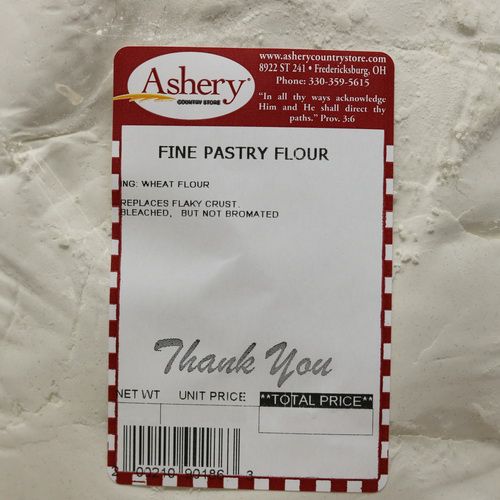 Ashery
COUNTRY STORE
www.asherycountrystore.com
8922 ST 241 • Fredericksburg, OH
Phone: 330-359-5615
"In all thy ways acknowledge
Him and He shall direct thy
paths." Prov. 3:6
FINE PASTRY FLOUR
NG: WHEAT FLOUR
REPLACES FLAKY CRUST.
BLEACHED, BUT NOT BROMATED
Thank You
NET WT UNIT PRICE **TOTAL PRICE**
2 00210 90186 3